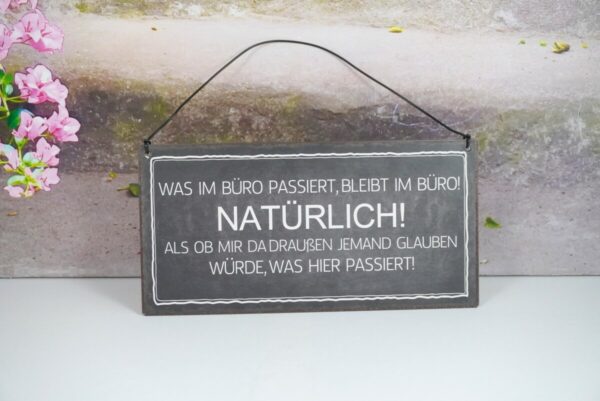 WAS IM BÜRO PASSIERT, BLEIBT IM BÜRO!
NATÜRLICH!
ALS OB MIR DA DRAUßEN JEMAND GLAUBEN
WÜRDE, WAS HIER PASSIERT!